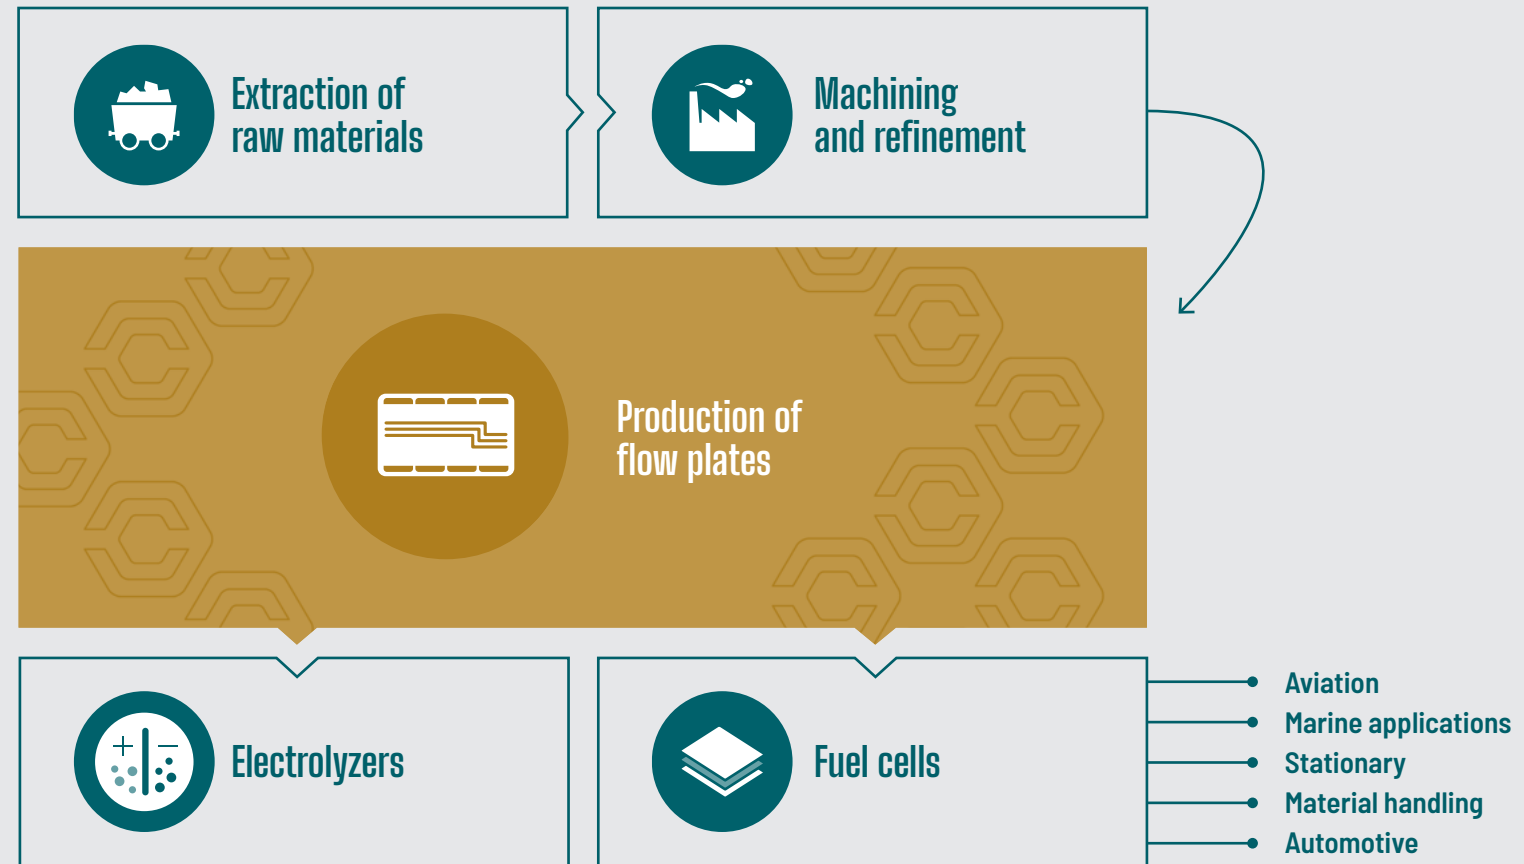 Extraction of
raw materials
Machining
and refinement
Production of
flow plates
Electrolyzers
Fuel cells
Aviation
Marine applications
Stationary
Material handling
Automotive